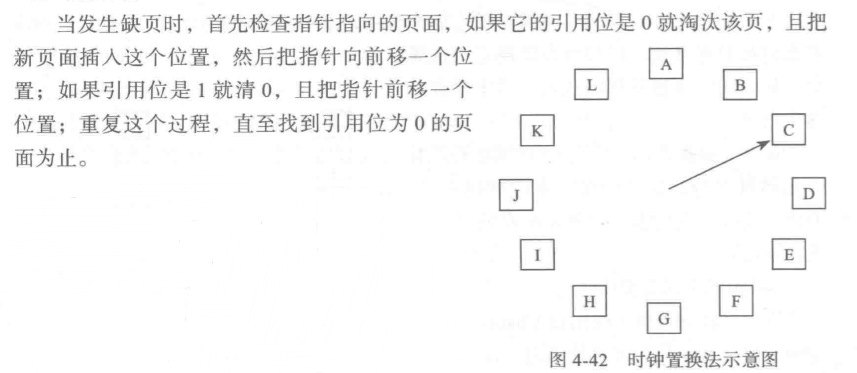 当发生缺页时，首先检查指针指向的页面，如果它的引用位是 0 就淘汰该页，且把
新页面插入这个位置，然后把指针向前移一个位
置；如果引用位是 1 就清 0，且把指针前移一个
位置；重复这个过程，直至找到引用位为 0 的页
面为止。
A
L
B
K
C
J
D
I
E
H
F
G
图 4-42 时钟置换法示意图